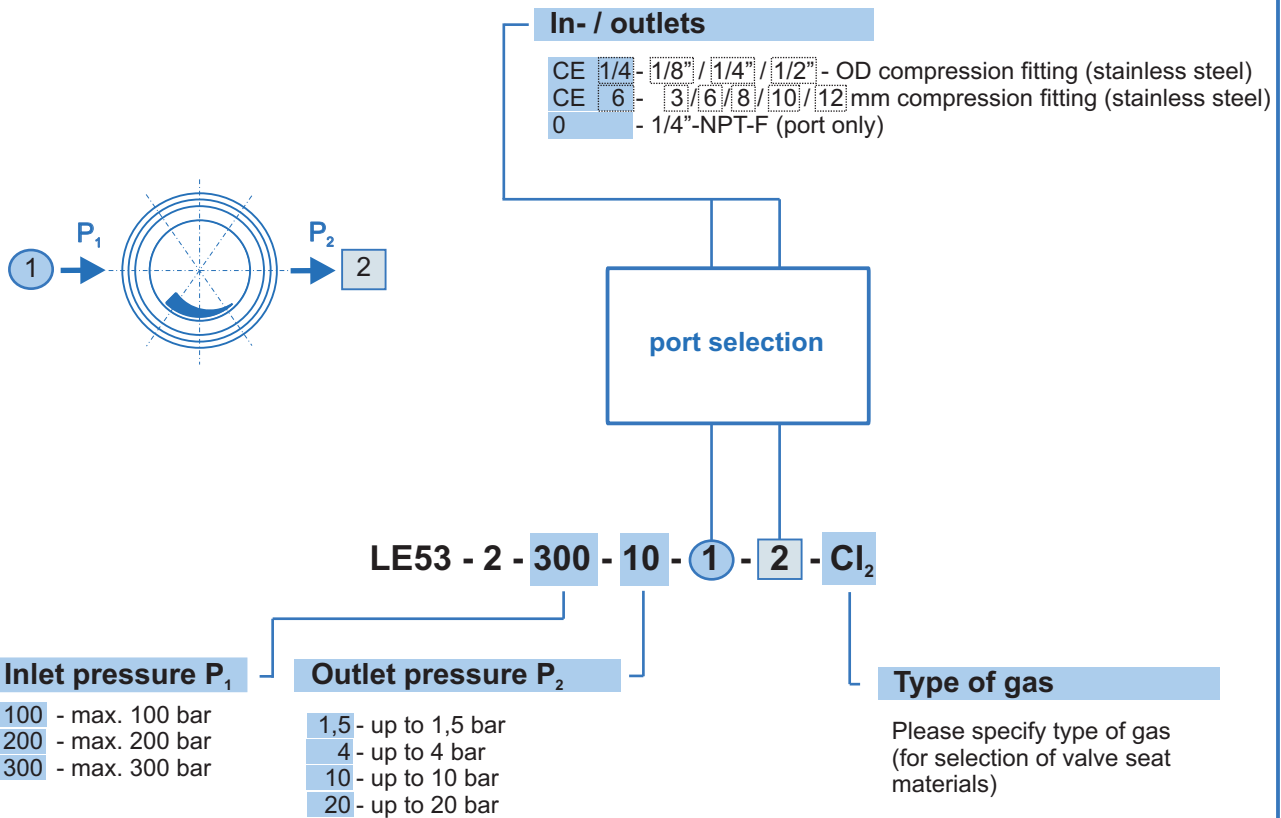 In- / outlets
CE 1/4 - 1/8” / 1/4” / 1/2” - OD compression fitting (stainless steel)
CE 6 - 3 / 6 / 8 / 10 / 12 mm compression fitting (stainless steel)
0 - 1/4”-NPT-F (port only)
P₁
P₂
1
2
port selection
LE53 - 2 - 300 - 10 - 1 - 2 - Cl₂
Inlet pressure P₁
100 - max. 100 bar
200 - max. 200 bar
300 - max. 300 bar
Outlet pressure P₂
1,5 - up to 1,5 bar
4 - up to 4 bar
10 - up to 10 bar
20 - up to 20 bar
Type of gas
Please specify type of gas
(for selection of valve seat
materials)